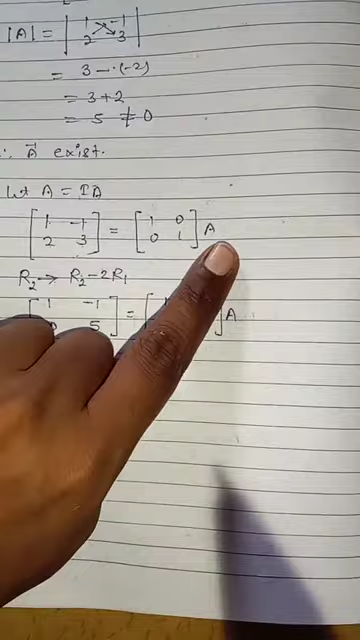 |A| = | 1 -1 |
| 2 3 |
= 3 - (-2)
= 3+2
= 5 ≠ 0
∴ A⁻¹ exist.
Let A = IA
[ 1 -1 ] = [ 1 0 ] A
[ 2 3 ] [ 0 1 ]
R₂ → R₂ - 2R₁
[ 1 -1 ] = [ ] A
5 ]